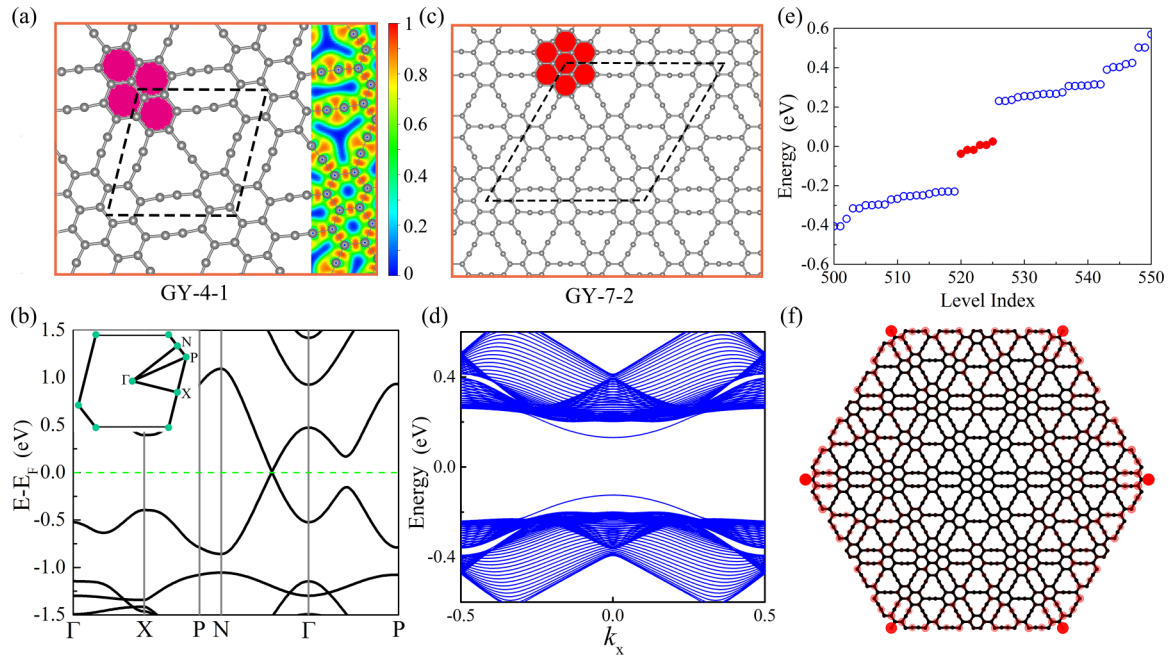 (a)
1
0.8
0.6
0.4
0.2
0
GY-4-1
(c)
GY-7-2
(e)
Energy (eV)
0.6
0.4
0.2
0.0
-0.2
-0.4
-0.6
500 510 520 530 540 550
Level Index
(b)
E-E_F (eV)
1.5
1.0
0.5
0.0
-0.5
-1.0
-1.5
N
P
Γ
X
Γ X P N Γ P
(d)
Energy (eV)
0.4
0.0
-0.4
-0.5 0.0 0.5
k_x
(f)